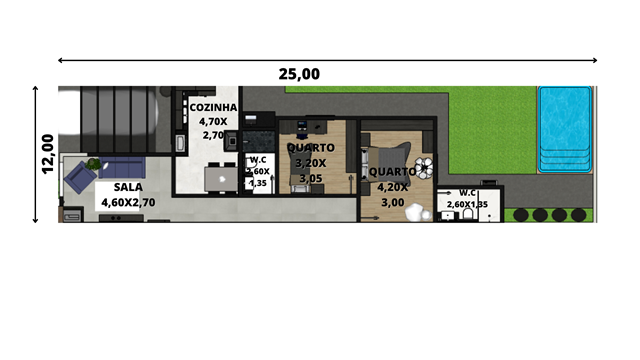 25,00
12,00
COZINHA
4,70X
2,70
QUARTO
3,20X
3,05
W.C
2,60X
1,35
QUARTO
4,20X
3,00
SALA
4,60X2,70
W.C
2,60X1,35